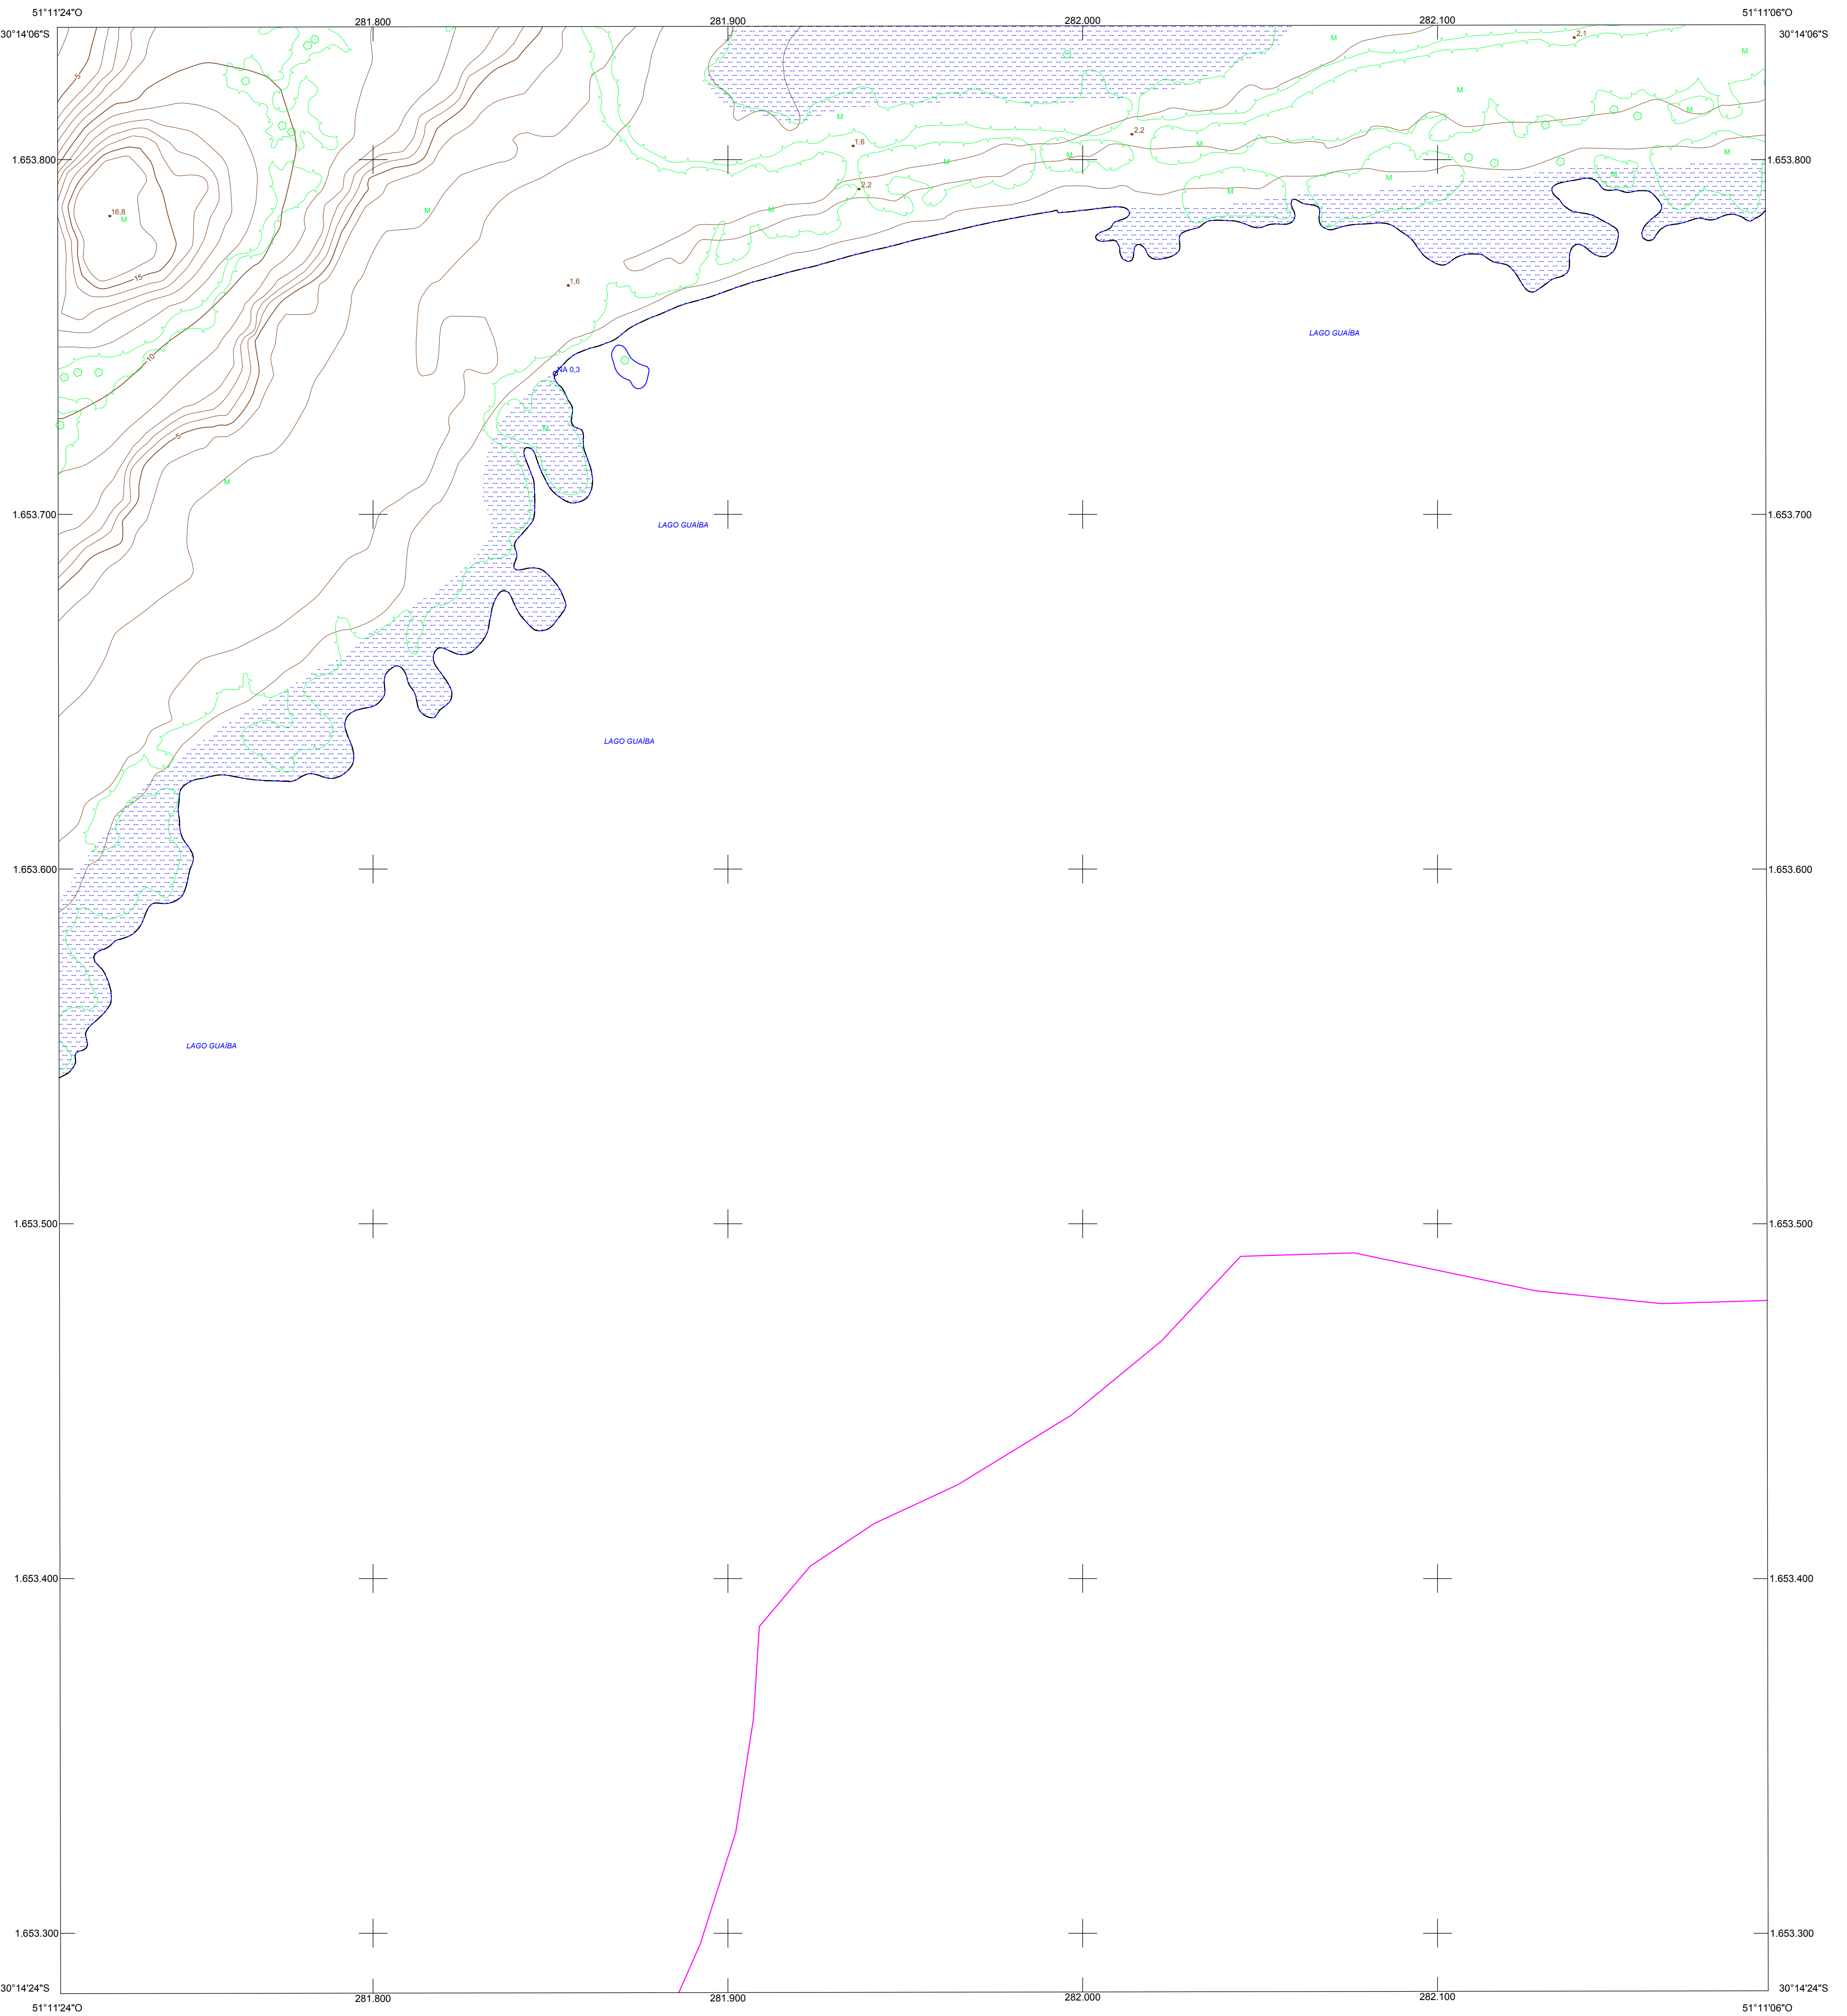 51°11'24"O
281.800
281.900
282.000
282.100
51°11'06"O
30°14'06"S
30°14'06"S
2,1
M
M
5
M
M
M
2,2
1.653.800
1,6
M
M
M
M
1.653.800
2,2
M
M
M
16,8
M
M
M
15
1,6
LAGO GUAÍBA
10
NA 0,3
M
5
M
1.653.700
LAGO GUAÍBA
1.653.700
LAGO GUAÍBA
1.653.600
1.653.600
LAGO GUAÍBA
1.653.500
1.653.500
1.653.400
1.653.400
1.653.300
1.653.300
30°14'24"S
30°14'24"S
51°11'24"O
281.800
281.900
282.000
282.100
51°11'06"O